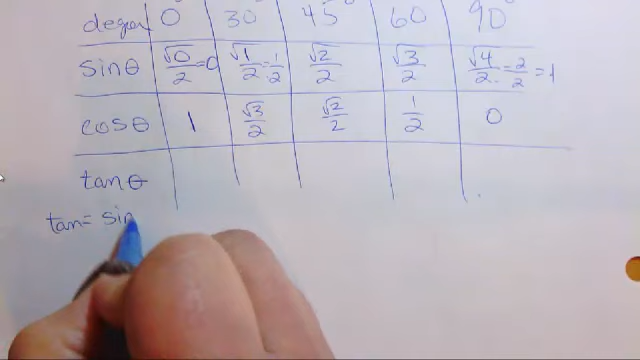 degeri 0° 30° 45° 60 90°
sinθ √0/2=0 √1/2=1/2 √2/2 √3/2 √4/2=2/2=1
cosθ 1 √3/2 √2/2 1/2 0
tanθ
tan= sin